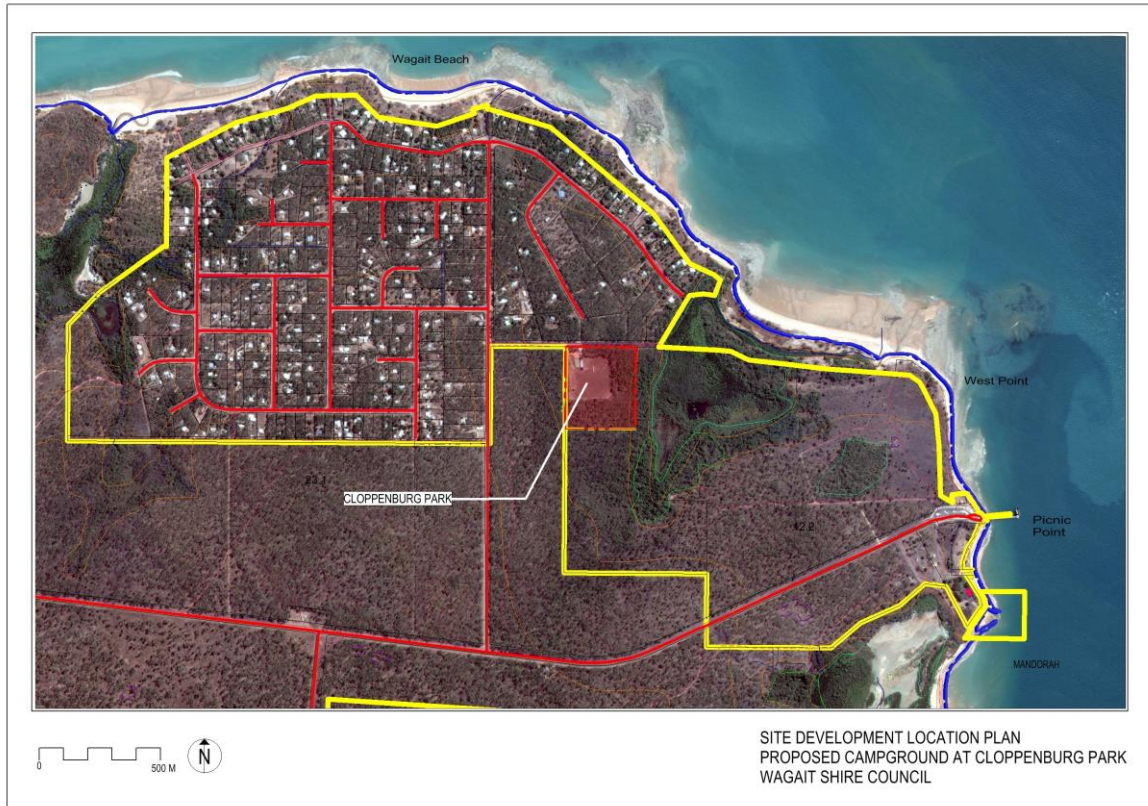 Wagait Beach
West Point
CLOPPENBURG PARK
Picnic
Point
MANDORAH
0
500 M
N
SITE DEVELOPMENT LOCATION PLAN
PROPOSED CAMPGROUND AT CLOPPENBURG PARK
WAGAIT SHIRE COUNCIL